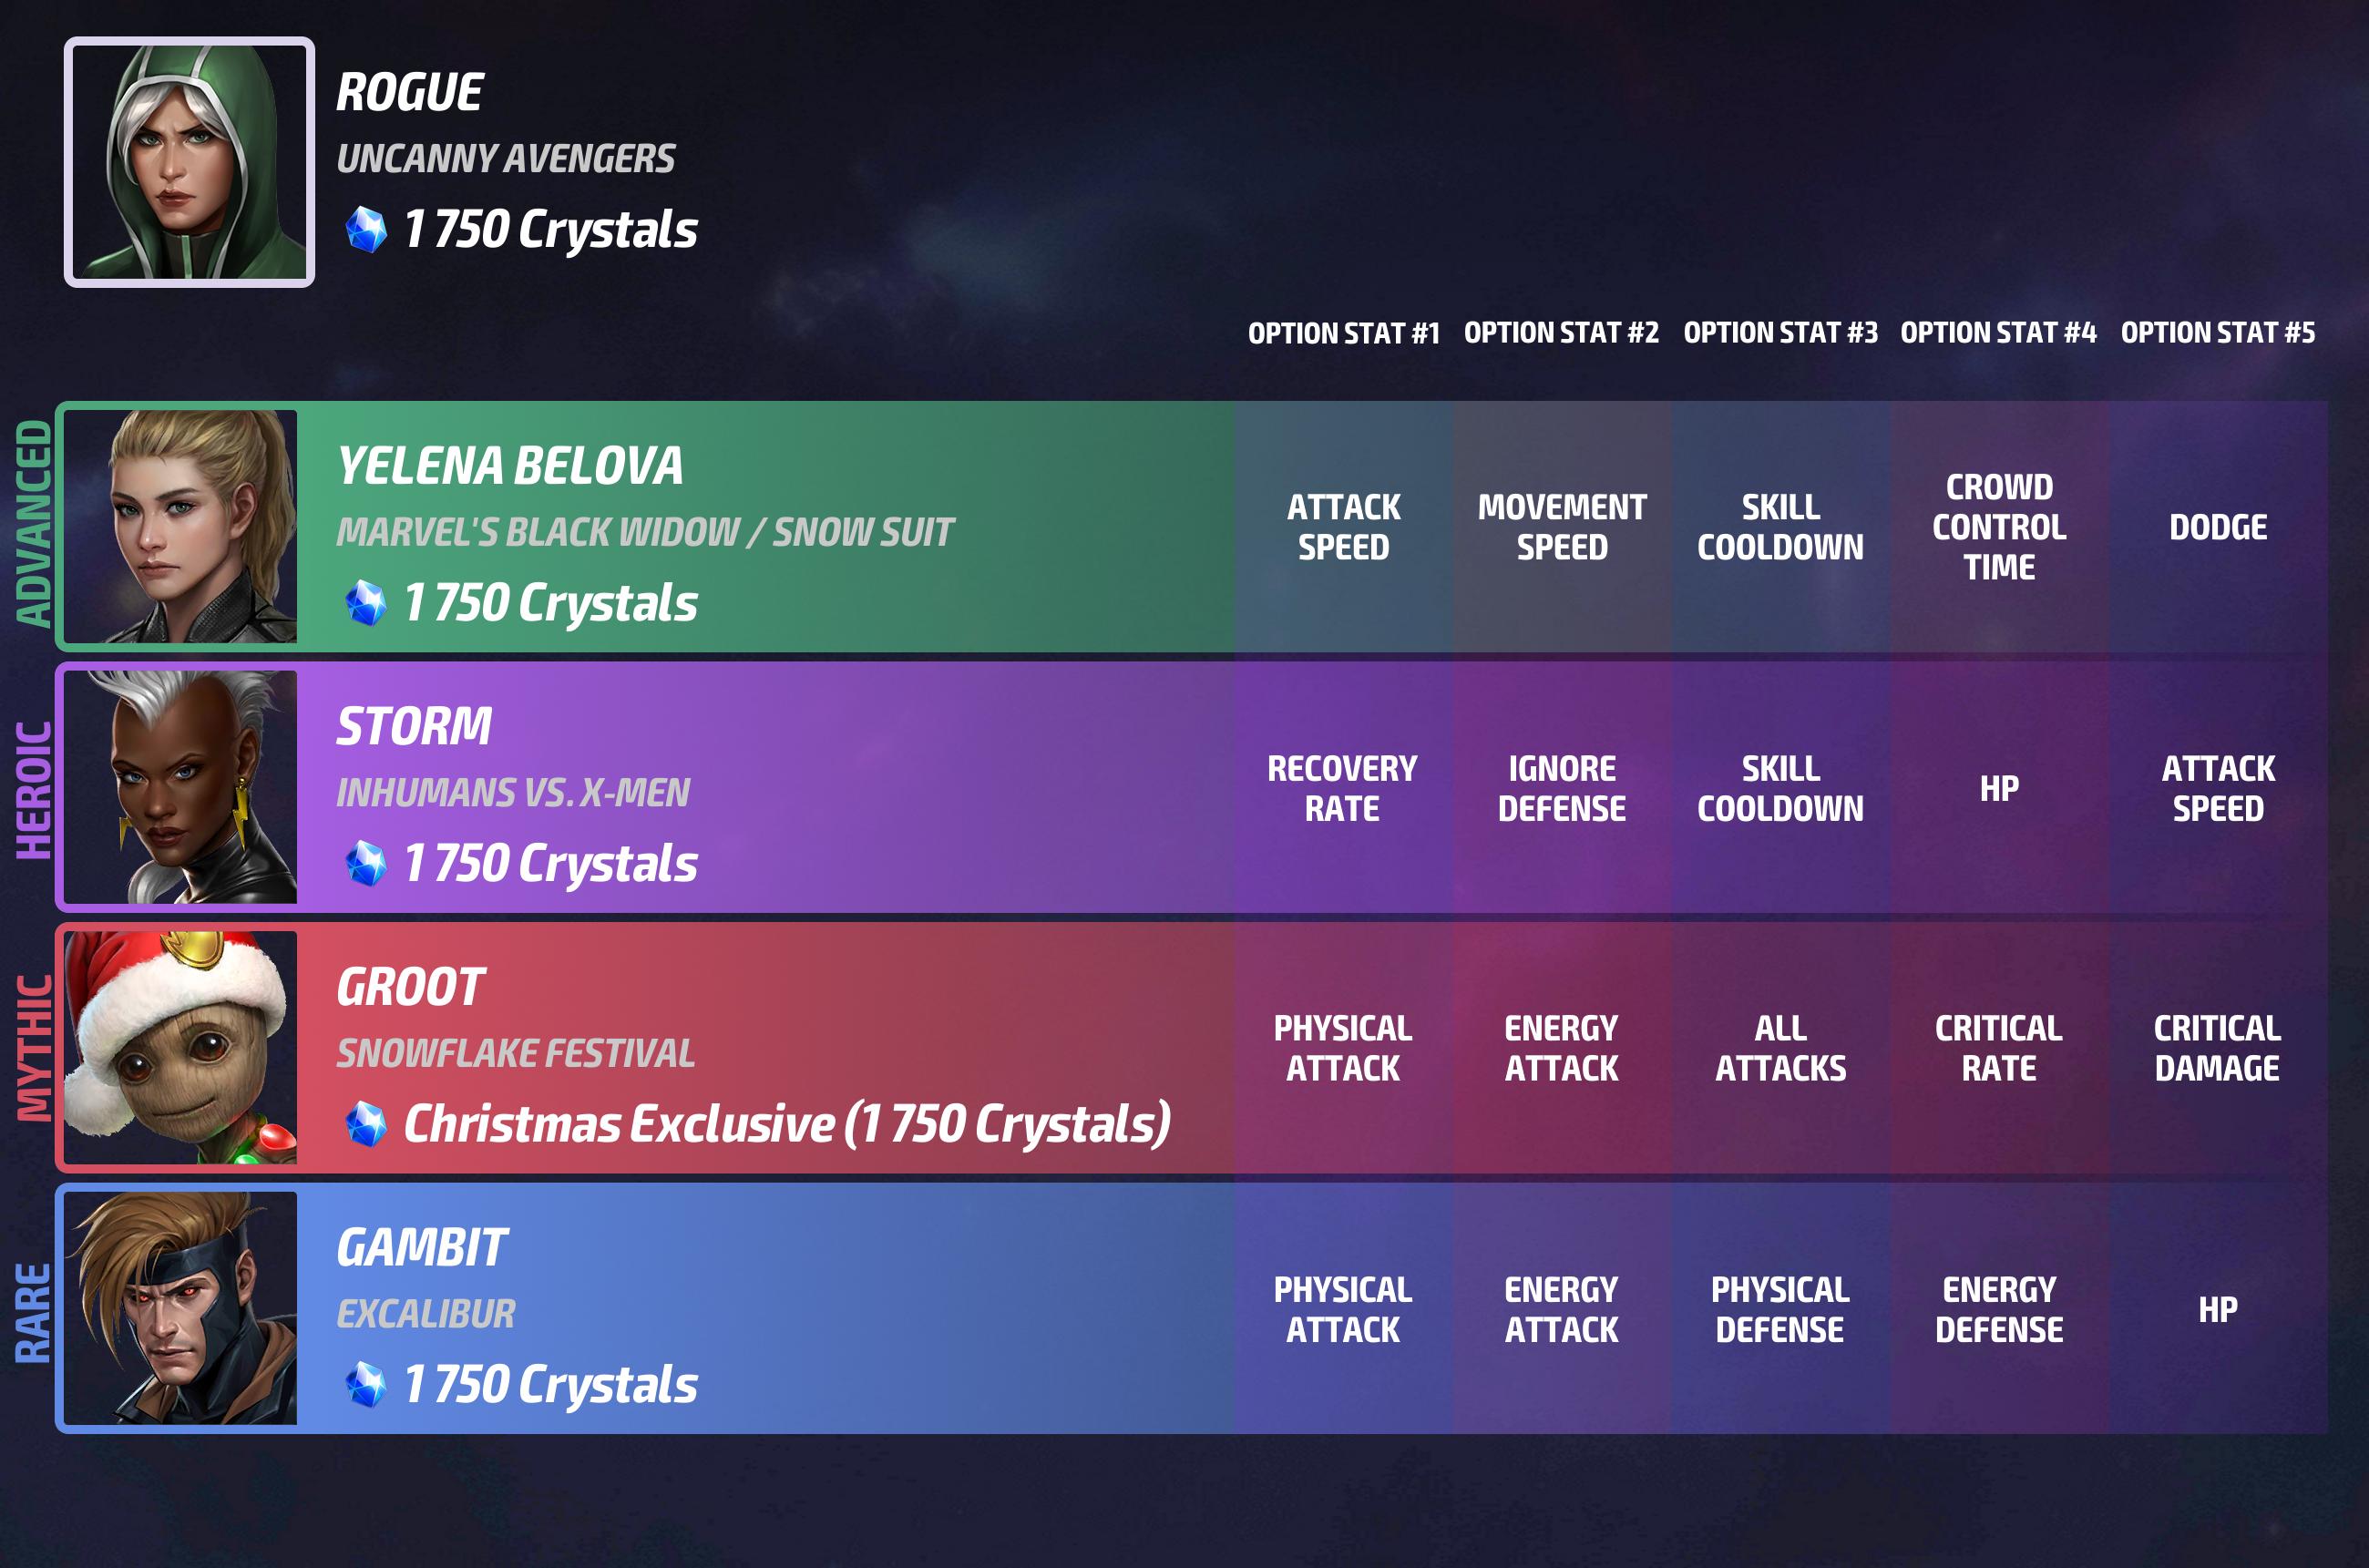 ROGUE
UNCANNY AVENGERS
1 750 Crystals
OPTION STAT #1 OPTION STAT #2 OPTION STAT #3 OPTION STAT #4 OPTION STAT #5
ADVANCED
YELENA BELOVA
MARVEL'S BLACK WIDOW / SNOW SUIT
1 750 Crystals
ATTACK
SPEED
MOVEMENT
SPEED
SKILL
COOLDOWN
CROWD
CONTROL
TIME
DODGE
HEROIC
STORM
INHUMANS VS. X-MEN
1 750 Crystals
RECOVERY
RATE
IGNORE
DEFENSE
SKILL
COOLDOWN
HP
ATTACK
SPEED
MYTHIC
GROOT
SNOWFLAKE FESTIVAL
Christmas Exclusive (1 750 Crystals)
PHYSICAL
ATTACK
ENERGY
ATTACK
ALL
ATTACKS
CRITICAL
RATE
CRITICAL
DAMAGE
RARE
GAMBIT
EXCALIBUR
1 750 Crystals
PHYSICAL
ATTACK
ENERGY
ATTACK
PHYSICAL
DEFENSE
ENERGY
DEFENSE
HP